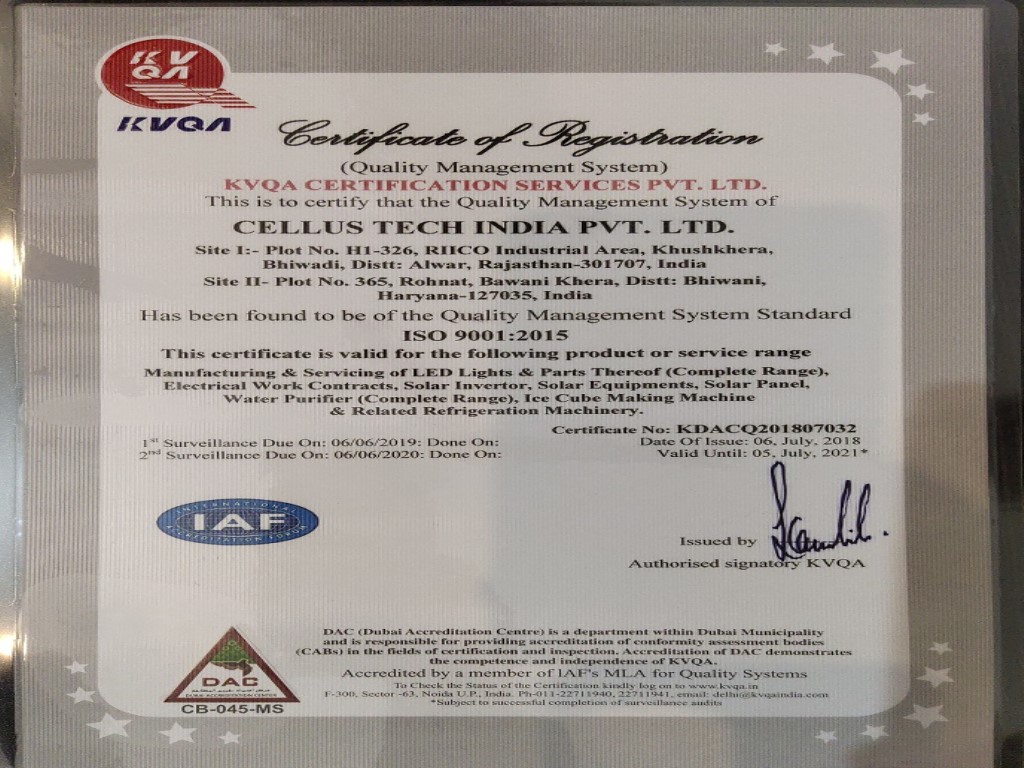 KV
QA
KVQA
Certificate of Registration
(Quality Management System)
KVQA CERTIFICATION SERVICES PVT. LTD.
This is to certify that the Quality Management System of
CELLUS TECH INDIA PVT. LTD.
Site I:- Plot No. H1-326, RIICO Industrial Area, Khushkhera,
Bhiwadi, Distt: Alwar, Rajasthan-301707, India
Site II- Plot No. 365, Rohnat, Bawani Khera, Distt: Bhiwani,
Haryana-127035, India
Has been found to be of the Quality Management System Standard
ISO 9001:2015
This certificate is valid for the following product or service range
Manufacturing & Servicing of LED Lights & Parts Thereof (Complete Range),
Electrical Work Contracts, Solar Invertor, Solar Equipments, Solar Panel,
Water Purifier (Complete Range), Ice Cube Making Machine
& Related Refrigeration Machinery.
Certificate No: KDACQ201807032
1st Surveillance Due On: 06/06/2019: Done On:
Date Of Issue: 06, July, 2018
2nd Surveillance Due On: 06/06/2020: Done On:
Valid Until: 05, July, 2021*
INTERNATIONAL
IAF
ACCREDITATION FORUM
Issued by
Authorised signatory KVQA
DAC (Dubai Accreditation Centre) is a department within Dubai Municipality
and is responsible for providing accreditation of conformity assessment bodies
(CABs) in the fields of certification and inspection. Accreditation of DAC demonstrates
the competence and independence of KVQA.
Accredited by a member of IAF's MLA for Quality Systems
To Check the Status of the Certification kindly log on to www.kvqa.in
F-300, Sector -63, Noida U.P., India. Ph-011-22711940, 22711941, email: delhi@kvqaindia.com
*Subject to successful completion of surveillance audits
DAC
DUBAI ACCREDITATION CENTER
CB-045-MS